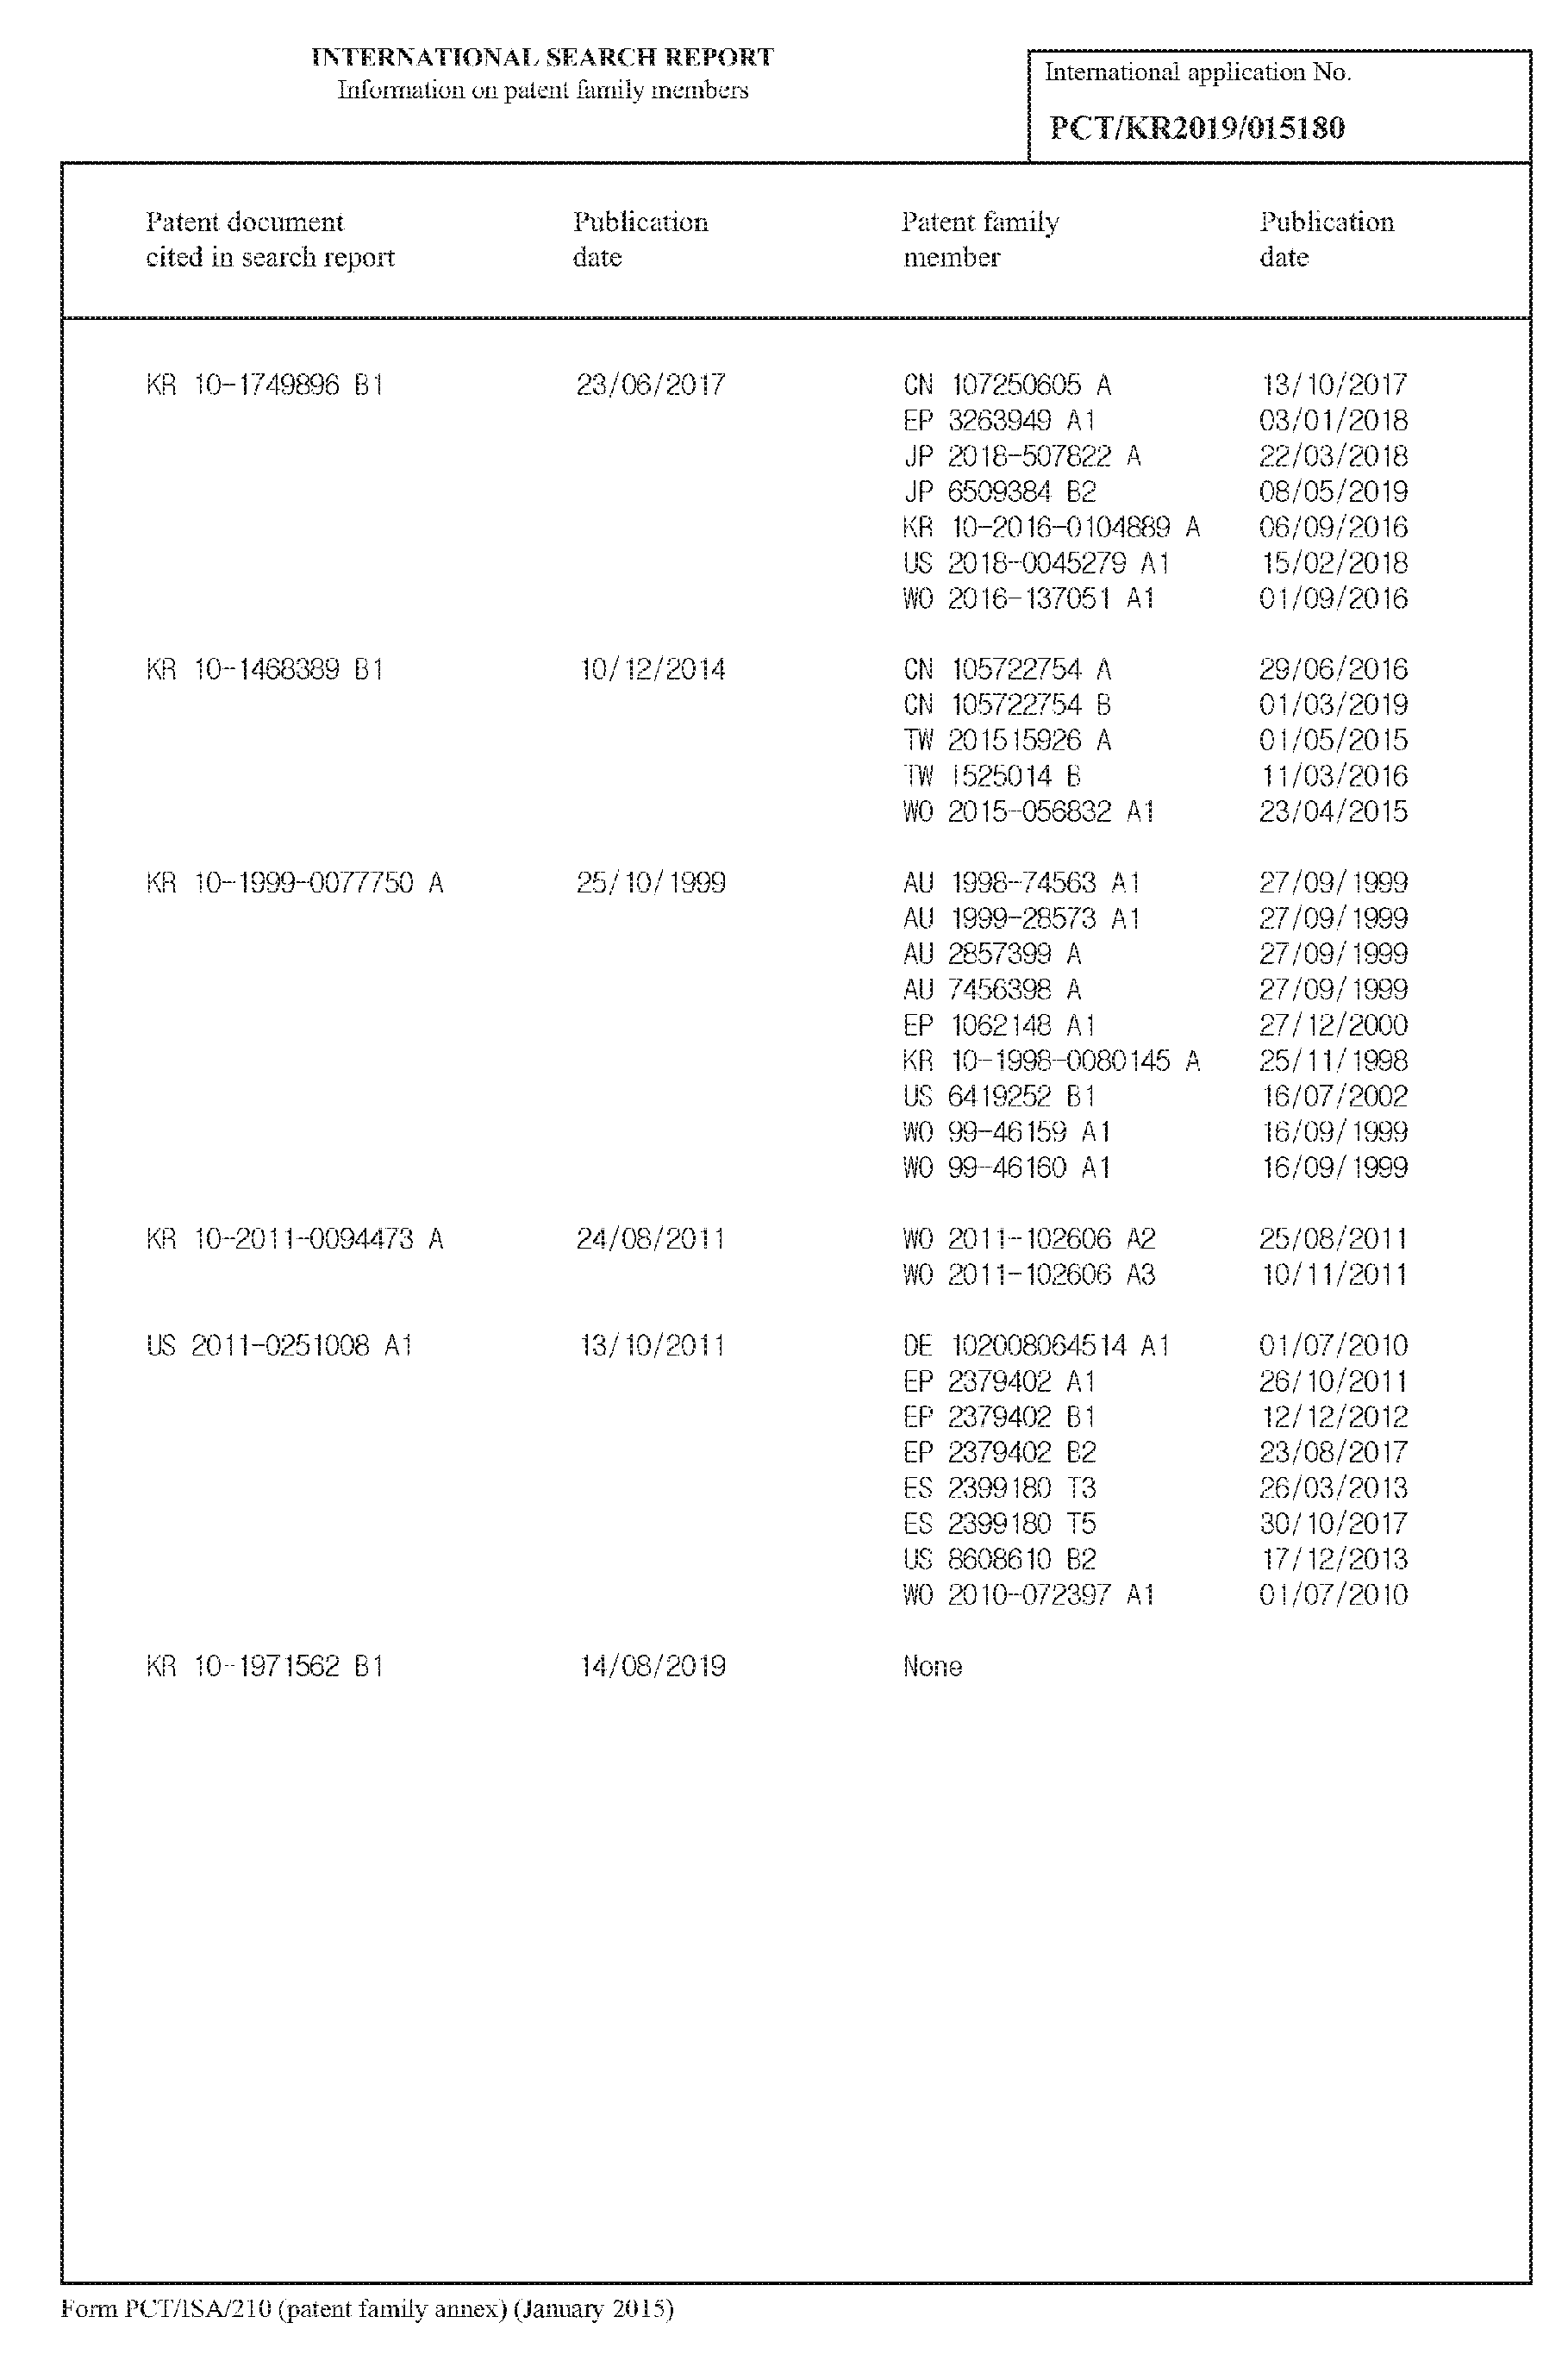 INTERNATIONAL SEARCH REPORT
Information on patent family members
International application No.
PCT/KR2019/015180
Patent document cited in search report
Publication date
Patent family member
Publication date
KR 10-1749896 B1 23/06/2017 CN 107250605 A 13/10/2017
EP 3263949 A1 03/01/2018
JP 2018-507822 A 22/03/2018
JP 6509384 B2 08/05/2019
KR 10-2016-0104889 A 06/09/2016
US 2018-0045279 A1 15/02/2018
WO 2016-137051 A1 01/09/2016
KR 10-1468389 B1 10/12/2014 CN 105722754 A 29/06/2016
CN 105722754 B 01/03/2019
TW 201515926 A 01/05/2015
TW I525014 B 11/03/2016
WO 2015-056832 A1 23/04/2015
KR 10-1999-0077750 A 25/10/1999 AU 1998-74563 A1 27/09/1999
AU 1999-28573 A1 27/09/1999
AU 2857399 A 27/09/1999
AU 7456398 A 27/09/1999
EP 1062148 A1 27/12/2000
KR 10-1998-0080145 A 25/11/1998
US 6419252 B1 16/07/2002
WO 99-46159 A1 16/09/1999
WO 99-46160 A1 16/09/1999
KR 10-2011-0094473 A 24/08/2011 WO 2011-102606 A2 25/08/2011
WO 2011-102606 A3 10/11/2011
US 2011-0251008 A1 13/10/2011 DE 102008064514 A1 01/07/2010
EP 2379402 A1 26/10/2011
EP 2379402 B1 12/12/2012
EP 2379402 B2 23/08/2017
ES 2399180 T3 26/03/2013
ES 2399180 T5 30/10/2017
US 8608610 B2 17/12/2013
WO 2010-072397 A1 01/07/2010
KR 10-1971562 B1 14/08/2019 None
Form PCT/ISA/210 (patent family annex) (January 2015)